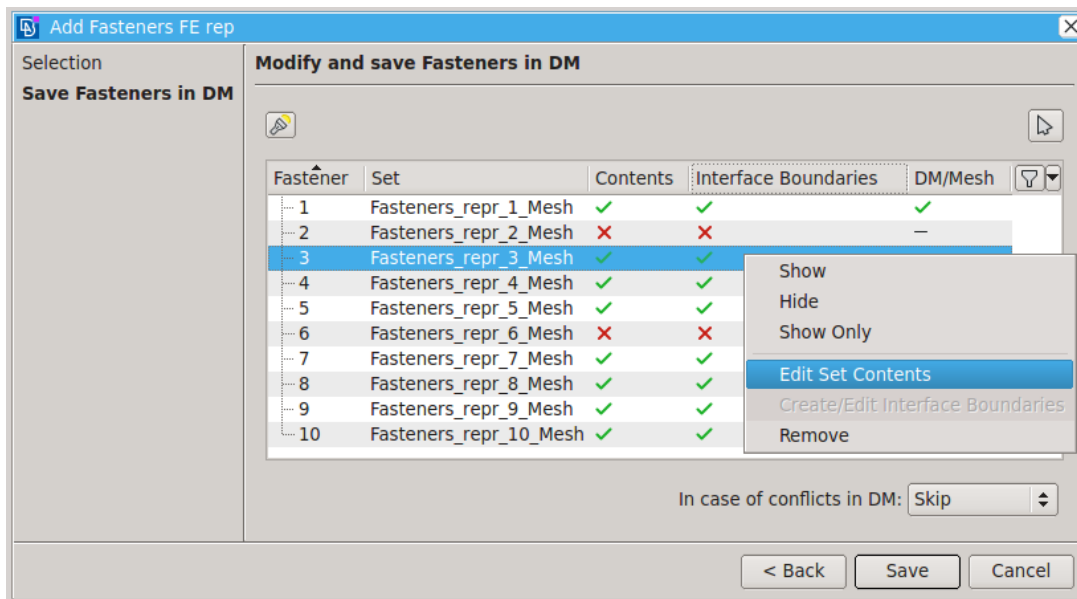 Add Fasteners FE rep
Selection
Save Fasteners in DM
Modify and save Fasteners in DM
Fastener Set Contents Interface Boundaries DM/Mesh
1 Fasteners_repr_1_Mesh
2 Fasteners_repr_2_Mesh
3 Fasteners_repr_3_Mesh
4 Fasteners_repr_4_Mesh
5 Fasteners_repr_5_Mesh
6 Fasteners_repr_6_Mesh
7 Fasteners_repr_7_Mesh
8 Fasteners_repr_8_Mesh
9 Fasteners_repr_9_Mesh
10 Fasteners_repr_10_Mesh
Show
Hide
Show Only
Edit Set Contents
Create/Edit Interface Boundaries
Remove
In case of conflicts in DM: Skip
< Back Save Cancel